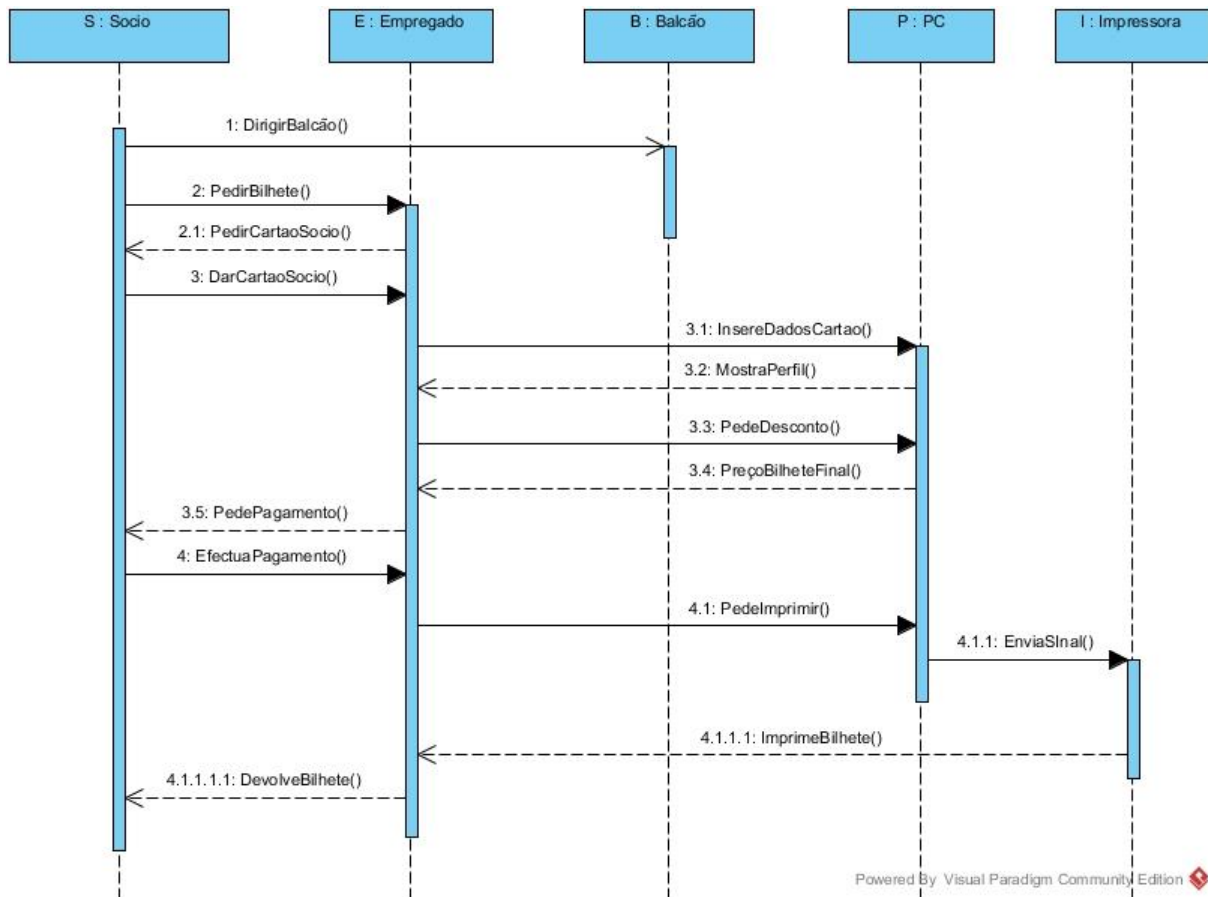 S : Socio
E : Empregado
B : Balcão
P : PC
I : Impressora
1: DirigirBalcão()
2: PedirBilhete()
2.1: PedirCartaoSocio()
3: DarCartaoSocio()
3.1: InsereDadosCartao()
3.2: MostraPerfil()
3.3: PedeDesconto()
3.4: PreçoBilheteFinal()
3.5: PedePagamento()
4: EfectuaPagamento()
4.1: PedeImprimir()
4.1.1: EnviaSInal()
4.1.1.1: ImprimeBilhete()
4.1.1.1.1: DevolveBilhete()
Powered By Visual Paradigm Community Edition